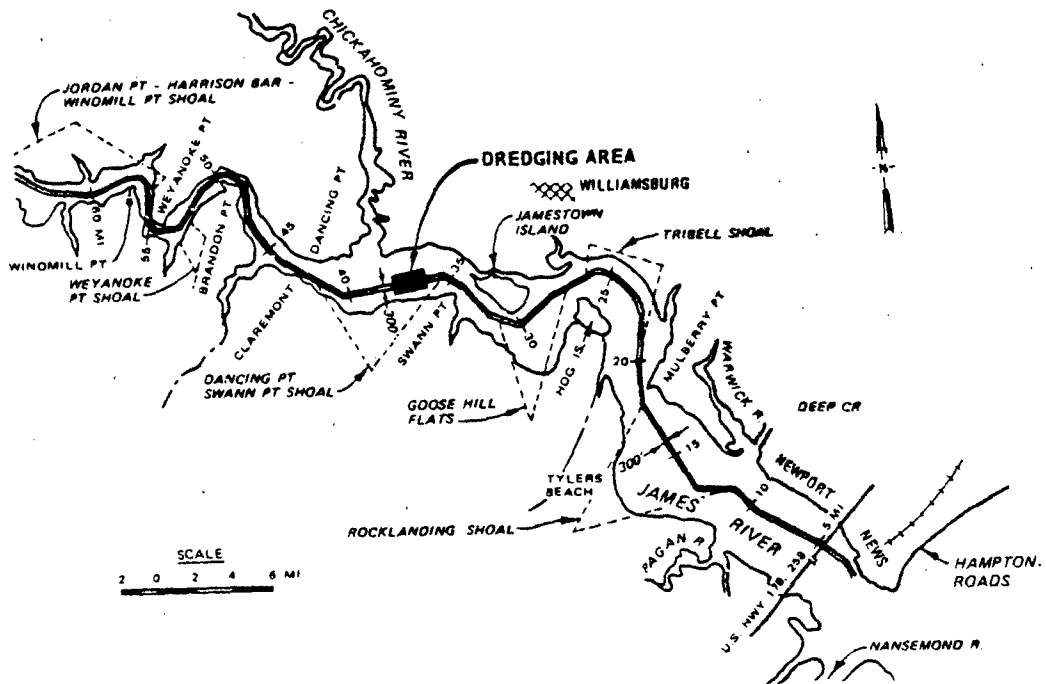 CHICKAHOMINY RIVER
JORDAN PT - HARRISON BAR -
WINDMILL PT SHOAL
WEYANOKE PT
50
DREDGING AREA
WILLIAMSBURG
-N-
JAMESTOWN
ISLAND
TRIBELL SHOAL
DANCING PT
45
60 MI
55
BRANDON PT
WINDMILL PT
WEYANOKE
PT SHOAL
40
35
25
300'
CLAREMONT
SWANN PT
30
HOG IS.
20
MULBERRY PT
WARWICK R.
DANCING PT
SWANN PT SHOAL
GOOSE HILL
FLATS
DEEP CR
300'
15
TYLERS
BEACH
JAMES
RIVER
10
NEWPORT
NEWS
5 MI
ROCKLANDING SHOAL
PAGAN R.
U.S. HWY 17B, 258
HAMPTON.
ROADS
SCALE
2 0 2 4 6 MI
NANSEMOND R.